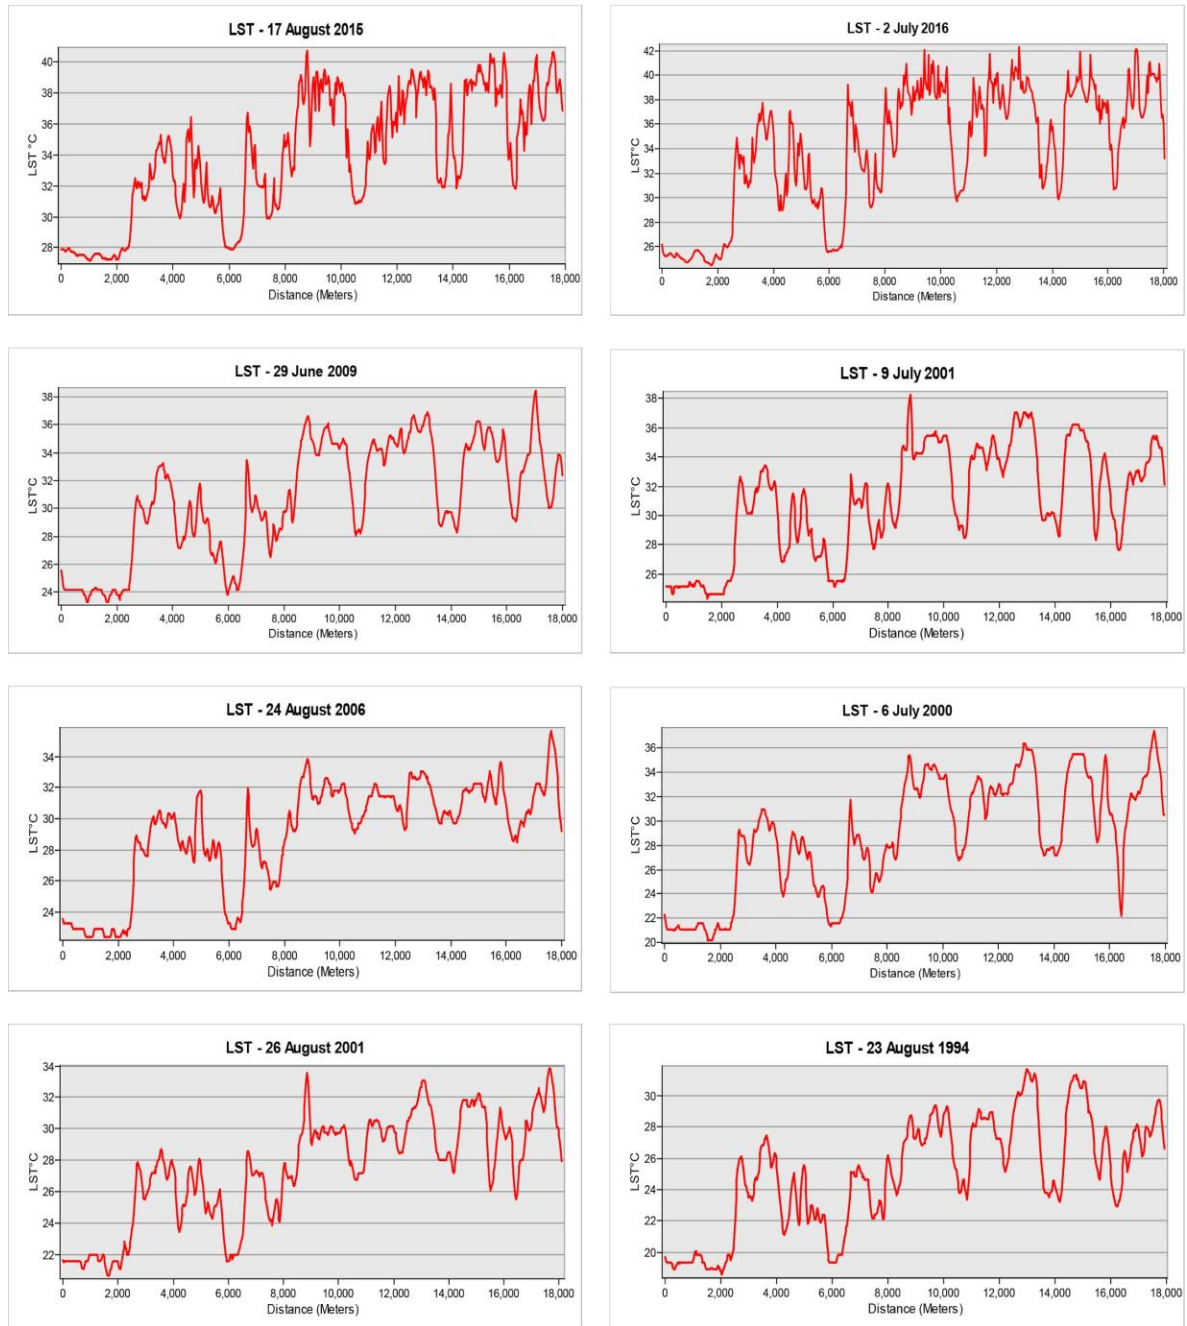 LST - 17 August 2015
LST °C
40
38
36
34
32
30
28
0 2,000 4,000 6,000 8,000 10,000 12,000 14,000 16,000 18,000
Distance (Meters)
LST - 2 July 2016
LST°C
42
40
38
36
34
32
30
28
26
0 2,000 4,000 6,000 8,000 10,000 12,000 14,000 16,000 18,000
Distance (Meters)
LST - 29 June 2009
LST°C
38
36
34
32
30
28
26
24
0 2,000 4,000 6,000 8,000 10,000 12,000 14,000 16,000 18,000
Distance (Meters)
LST - 9 July 2001
LST°C
38
36
34
32
30
28
26
0 2,000 4,000 6,000 8,000 10,000 12,000 14,000 16,000 18,000
Distance (Meters)
LST - 24 August 2006
LST°C
34
32
30
28
26
24
0 2,000 4,000 6,000 8,000 10,000 12,000 14,000 16,000 18,000
Distance (Meters)
LST - 6 July 2000
LST°C
36
34
32
30
28
26
24
22
20
0 2,000 4,000 6,000 8,000 10,000 12,000 14,000 16,000 18,000
Distance (Meters)
LST - 26 August 2001
LST°C
34
32
30
28
26
24
22
0 2,000 4,000 6,000 8,000 10,000 12,000 14,000 16,000 18,000
Distance (Meters)
LST - 23 August 1994
LST°C
30
28
26
24
22
20
0 2,000 4,000 6,000 8,000 10,000 12,000 14,000 16,000 18,000
Distance (Meters)